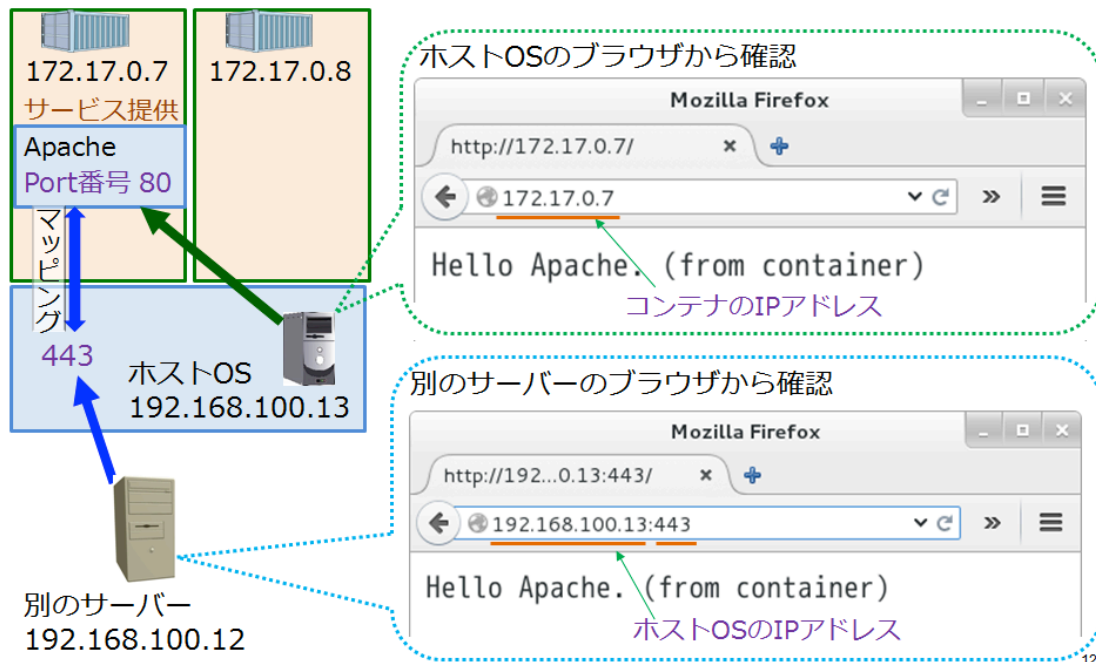 172.17.0.7
サービス提供
Apache
Port番号 80
マッピング
443
172.17.0.8
ホストOS
192.168.100.13
別のサーバー
192.168.100.12
ホストOSのブラウザから確認
Mozilla Firefox
http://172.17.0.7/
172.17.0.7
Hello Apache. (from container)
コンテナのIPアドレス
別のサーバーのブラウザから確認
Mozilla Firefox
http://192...0.13:443/
192.168.100.13:443
Hello Apache. (from container)
ホストOSのIPアドレス
12